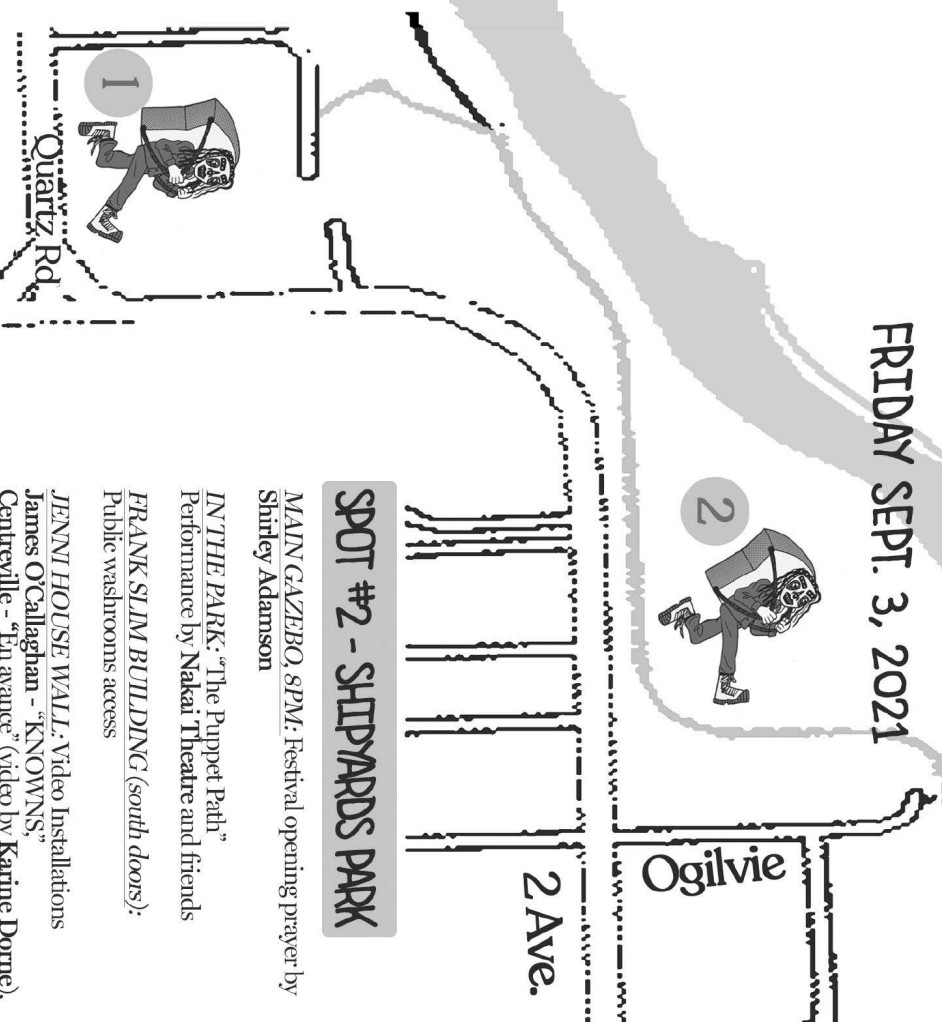 FRIDAY SEPT. 3, 2021
2
1
Quartz Rd
Ogilvie
2 Ave.
SPOT #2 - SHIPYARDS PARK
MAIN GAZEBO, 8PM: Festival opening prayer by
Shirley Adamson
IN THE PARK: "The Puppet Path"
Performance by Nakai Theatre and friends
FRANK SLIM BUILDING (south doors):
Public washrooms access
JENNI HOUSE WALL: Video Installations
James O'Callaghan - "KNOWNS,"
Centreville - "En avance" (video by Karine Dorne),